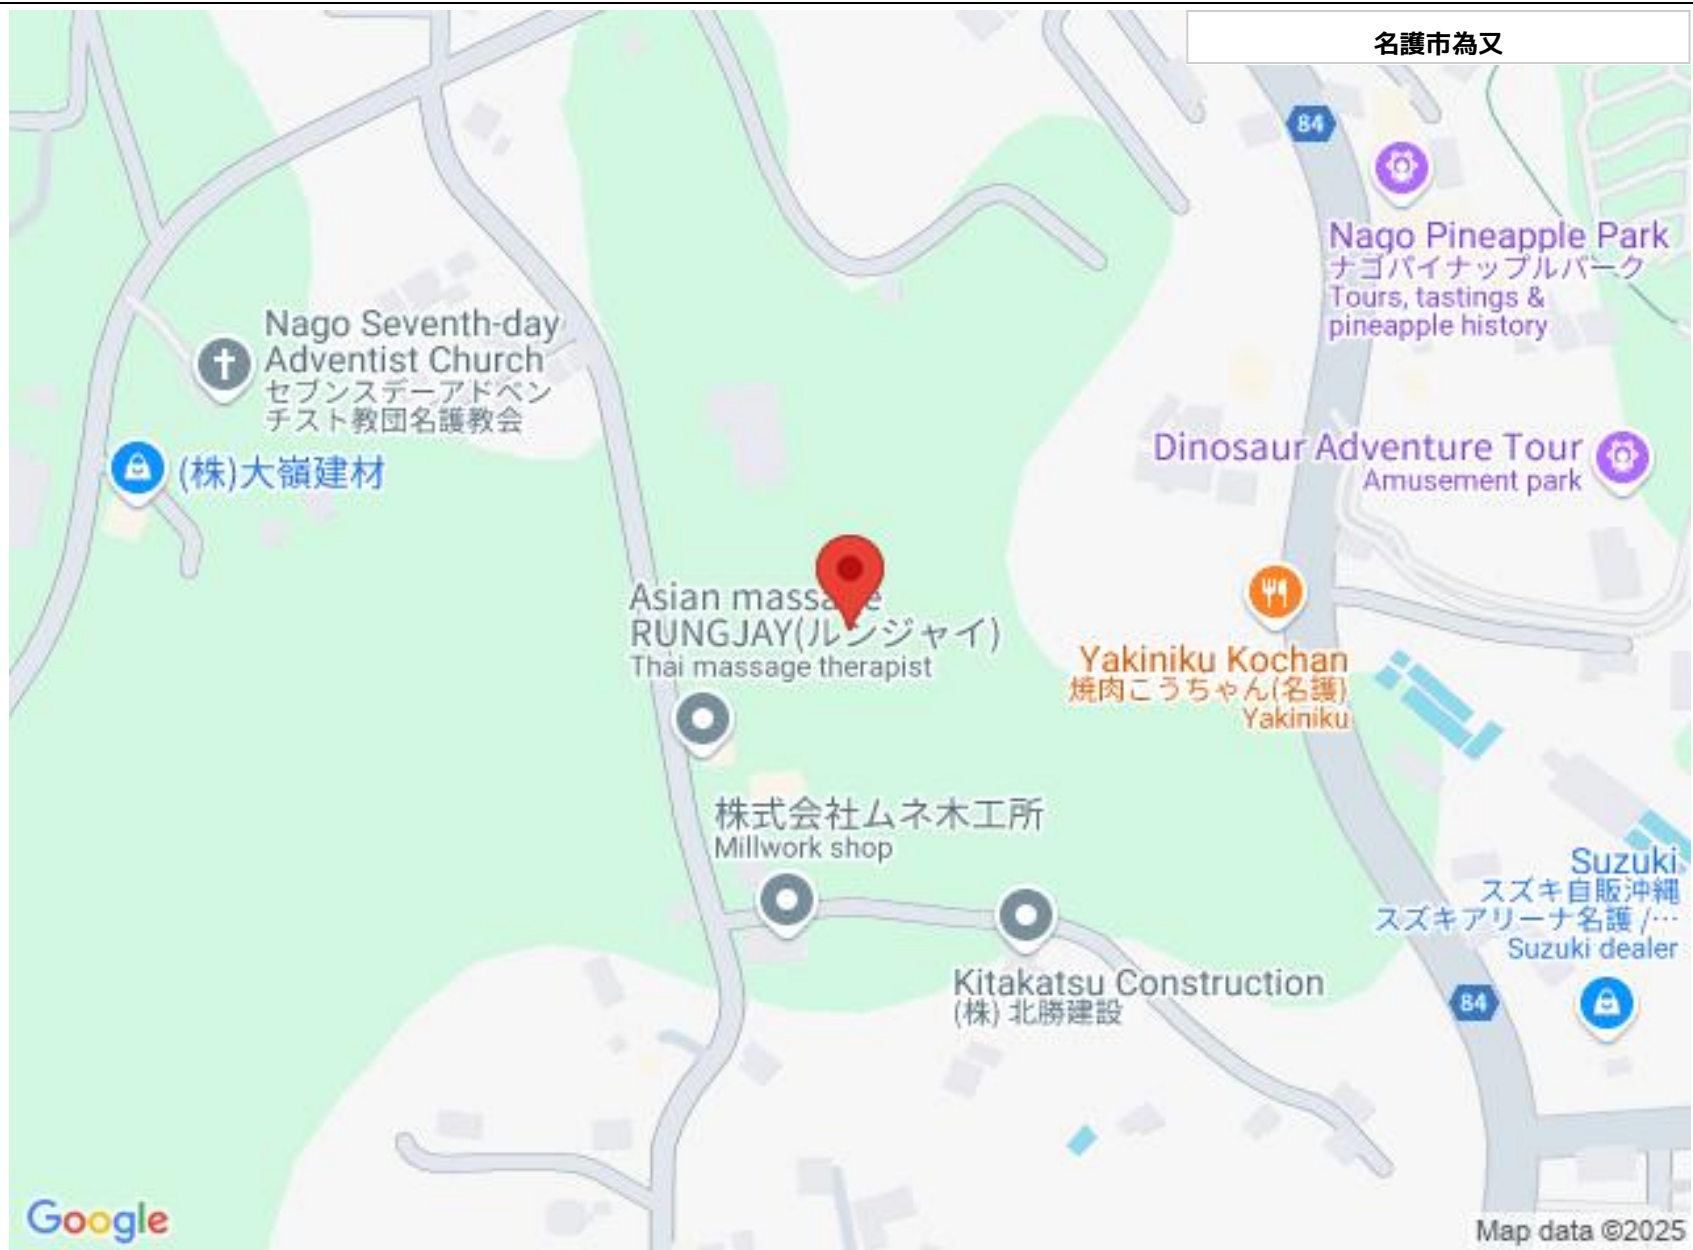 名護市為又
84
Nago Pineapple Park
ナゴパイナップルパーク
Tours, tastings &
pineapple history
Nago Seventh-day
Adventist Church
セブンスデーアドベン
チスト教団名護教会
(株)大嶺建材
Dinosaur Adventure Tour
Amusement park
Asian massage
RUNGJAY(ルンジャイ)
Thai massage therapist
Yakiniku Kochan
焼肉こうちゃん(名護)
Yakiniku
株式会社ムネ木工所
Millwork shop
Suzuki
スズキ自販沖縄
スズキアリーナ名護 /…
Suzuki dealer
Kitakatsu Construction
(株) 北勝建設
84
Google
Map data ©2025